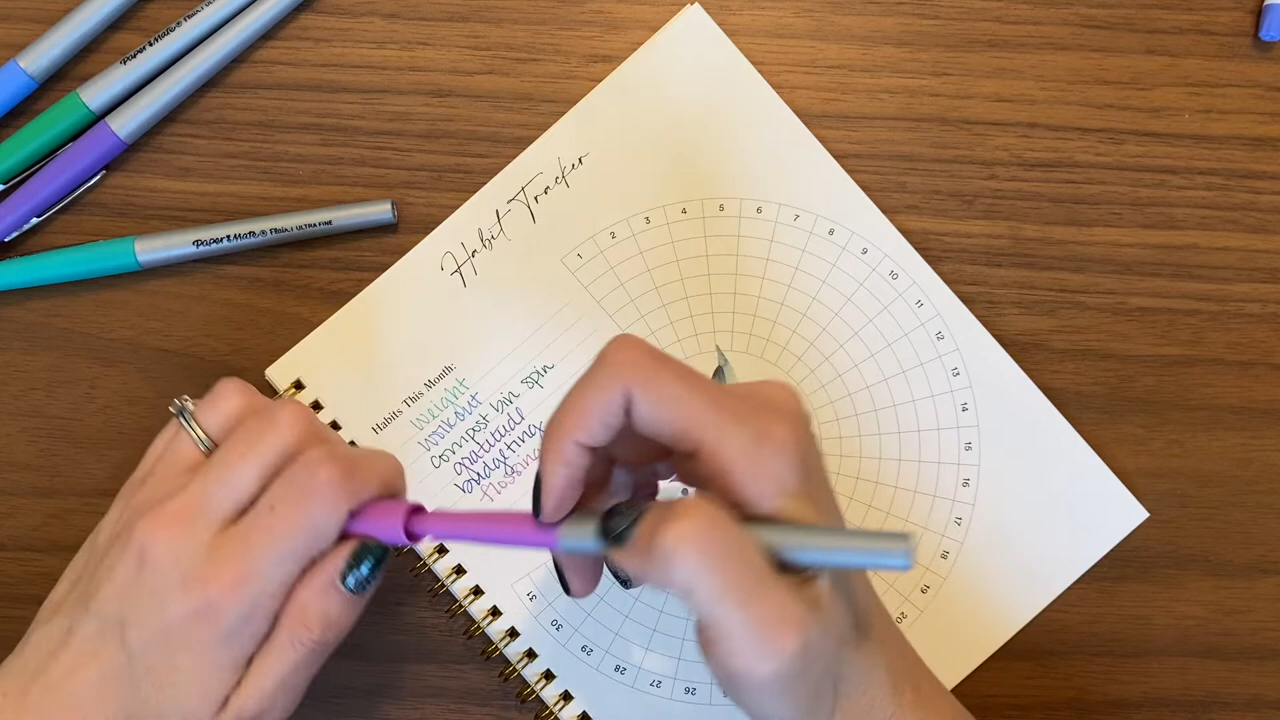 Paper Mate® Flair
Paper Mate® Flair. ULTRA FINE
Habit Tracker
Habits This Month:
weight
workout
compost bin spin
gratitude
budgeting
flossing
1
2
3
4
5
6
7
8
9
10
11
12
13
14
15
16
17
18
19
20
26
27
28
29
30
31